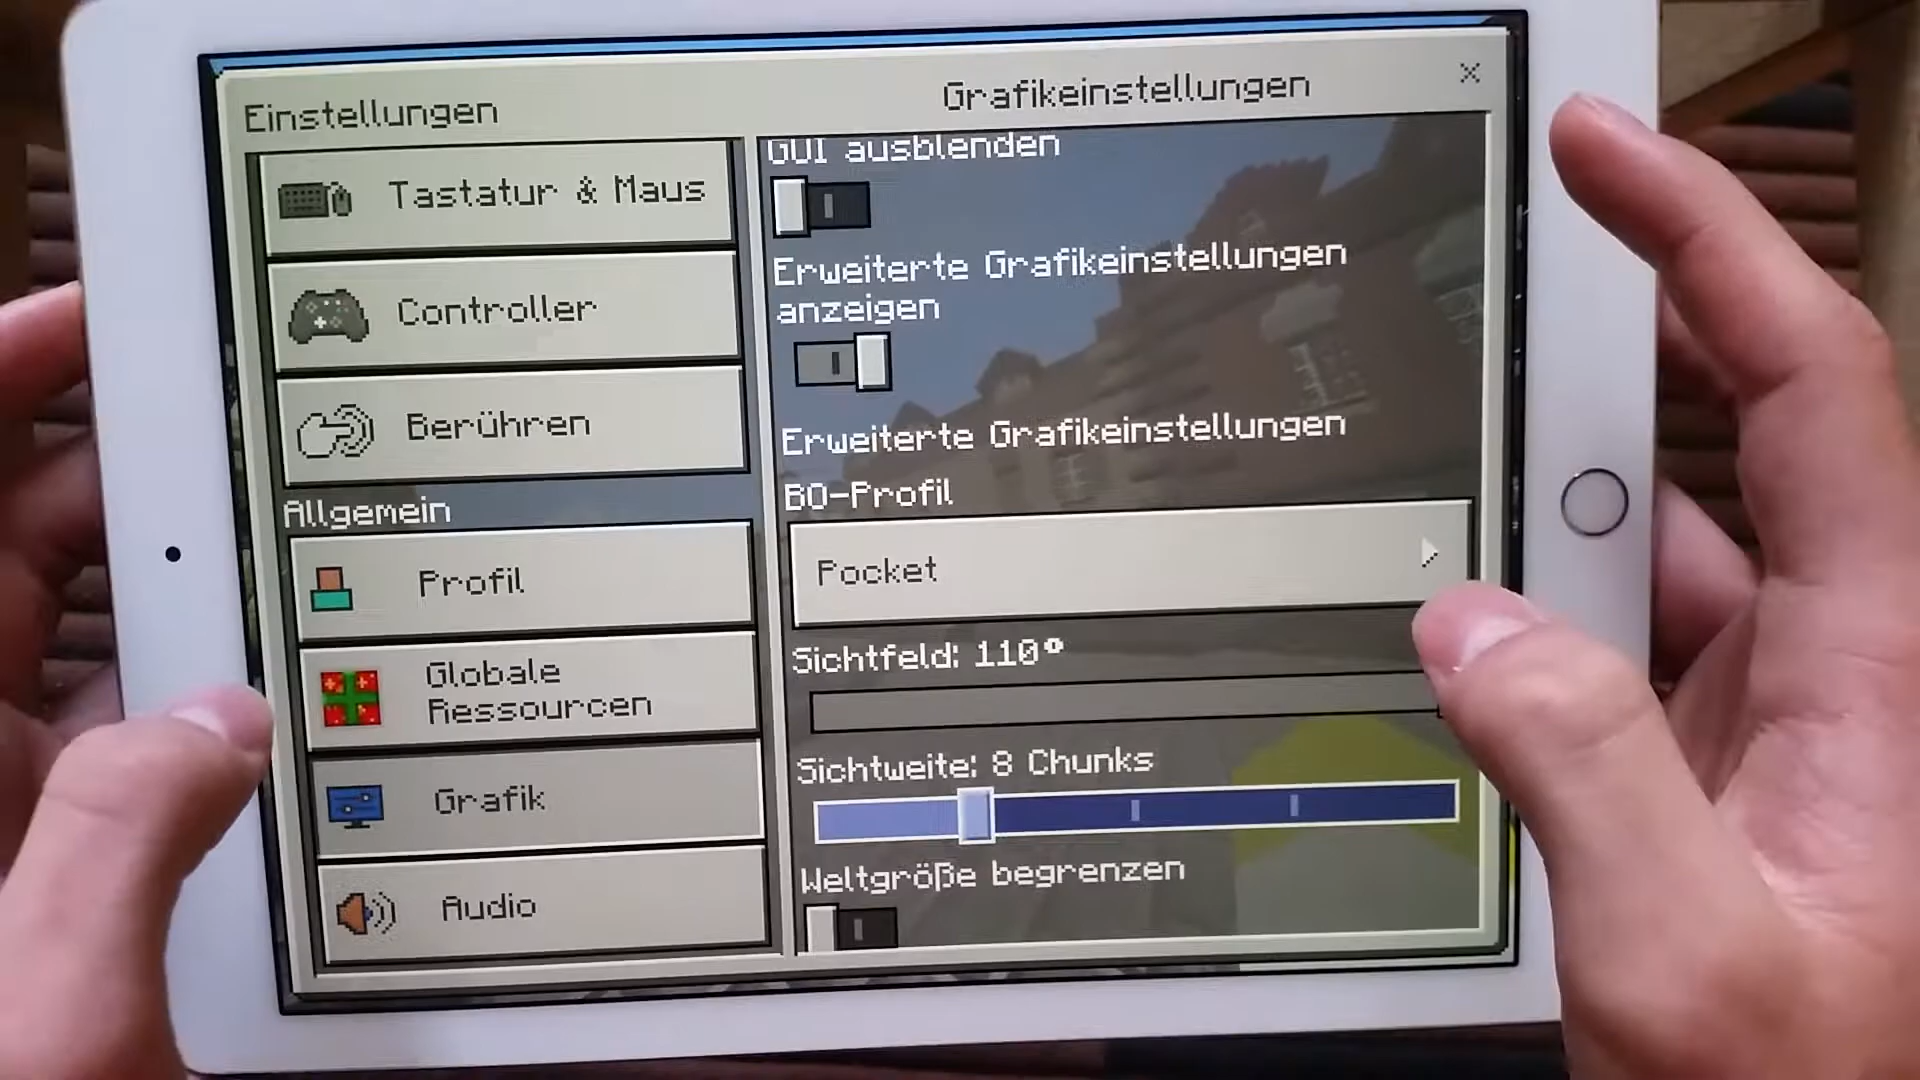 Einstellungen
Grafikeinstellungen
Tastatur & Maus
Controller
Berühren
Allgemein
Profil
Globale
Ressourcen
Grafik
Audio
GUI ausblenden
Erweiterte Grafikeinstellungen
anzeigen
Erweiterte Grafikeinstellungen
BO-Profil
Pocket
Sichtfeld: 110°
Sichtweite: 8 Chunks
Weltgröße begrenzen